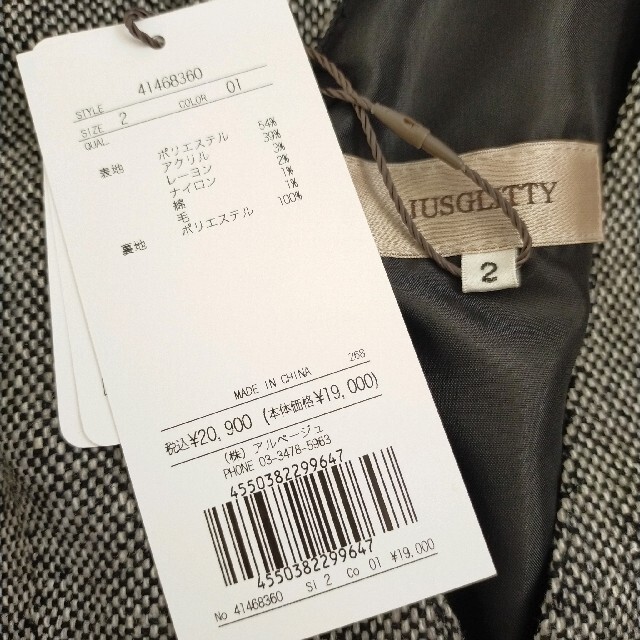 STYLE 41468360
SIZE 2 COLOR 01
QUAL.
表地 ポリエステル 54%
アクリル 39%
レーヨン 3%
ナイロン 2%
綿 1%
毛 1%
裏地 ポリエステル 100%
268
MADE IN CHINA
税込¥20,900 (本体価格¥19,000)
(株) アルページュ
PHONE 03-3478-5963
4550382299647
4550382299647
No 41468360 SI 2 Co 01 ¥19,000
2